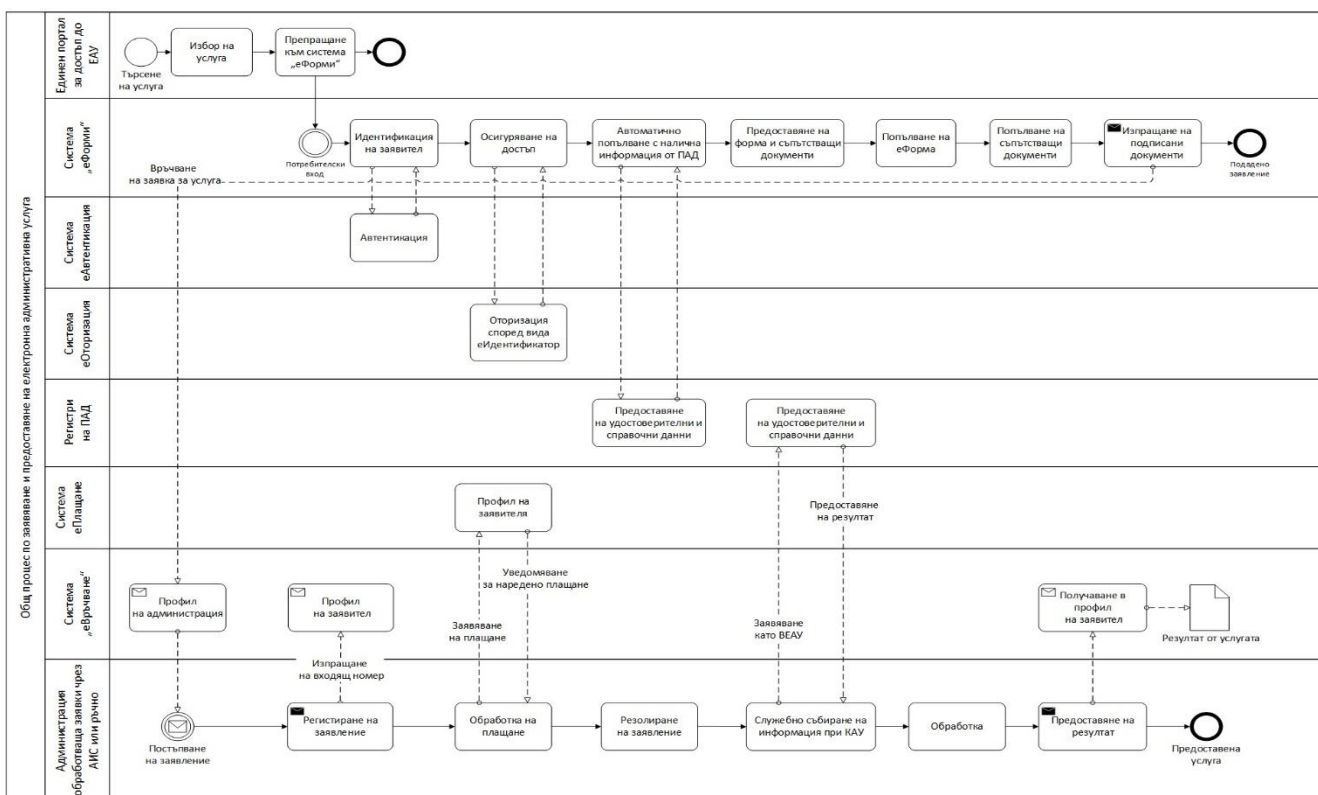 Общ процес по заявяване и предоставяне на електронна административна услуга
Единен портал
за достъп до
ЕАУ
Търсене
на услуга
Избор на
услуга
Препращане
към система
„еФорми“
Система
„еФорми“
Потребителски
вход
Идентификация
на заявител
Осигуряване на
достъп
Автоматично
попълване с налична
информация от ПАД
Предоставяне на
форма и съпътстващи
документи
Попълване на
еФорма
Попълване на
съпътстващи
документи
Изпращане на
подписани
документи
Подадено
заявление
Връчване
на заявка за услуга
Система
еАвтентикация
Автентикация
Система
еОторизация
Оторизация
според вида
еИдентификатор
Регистри
на ПАД
Предоставяне
на удостоверителни и
справочни данни
Предоставяне
на удостоверителни и
справочни данни
Система
еПлащане
Профил на
заявителя
Предоставяне
на резултат
Система
„еВръчване“
Профил
на администрация
Профил
на заявител
Уведомяване
за наредено плащане
Заявяване
на плащане
Заявяване
като ВЕАУ
Получаване в
профил
на заявител
Резултат от услугата
Изпращане
на входящ номер
Администрация
обработваща заявки чрез
АИС или ръчно
Постъпване
на заявление
Регистиране на
заявление
Обработка на
плащане
Резолиране
на заявление
Служебно събиране на
информация при КАУ
Обработка
Предоставяне на
резултат
Предоставена
услуга